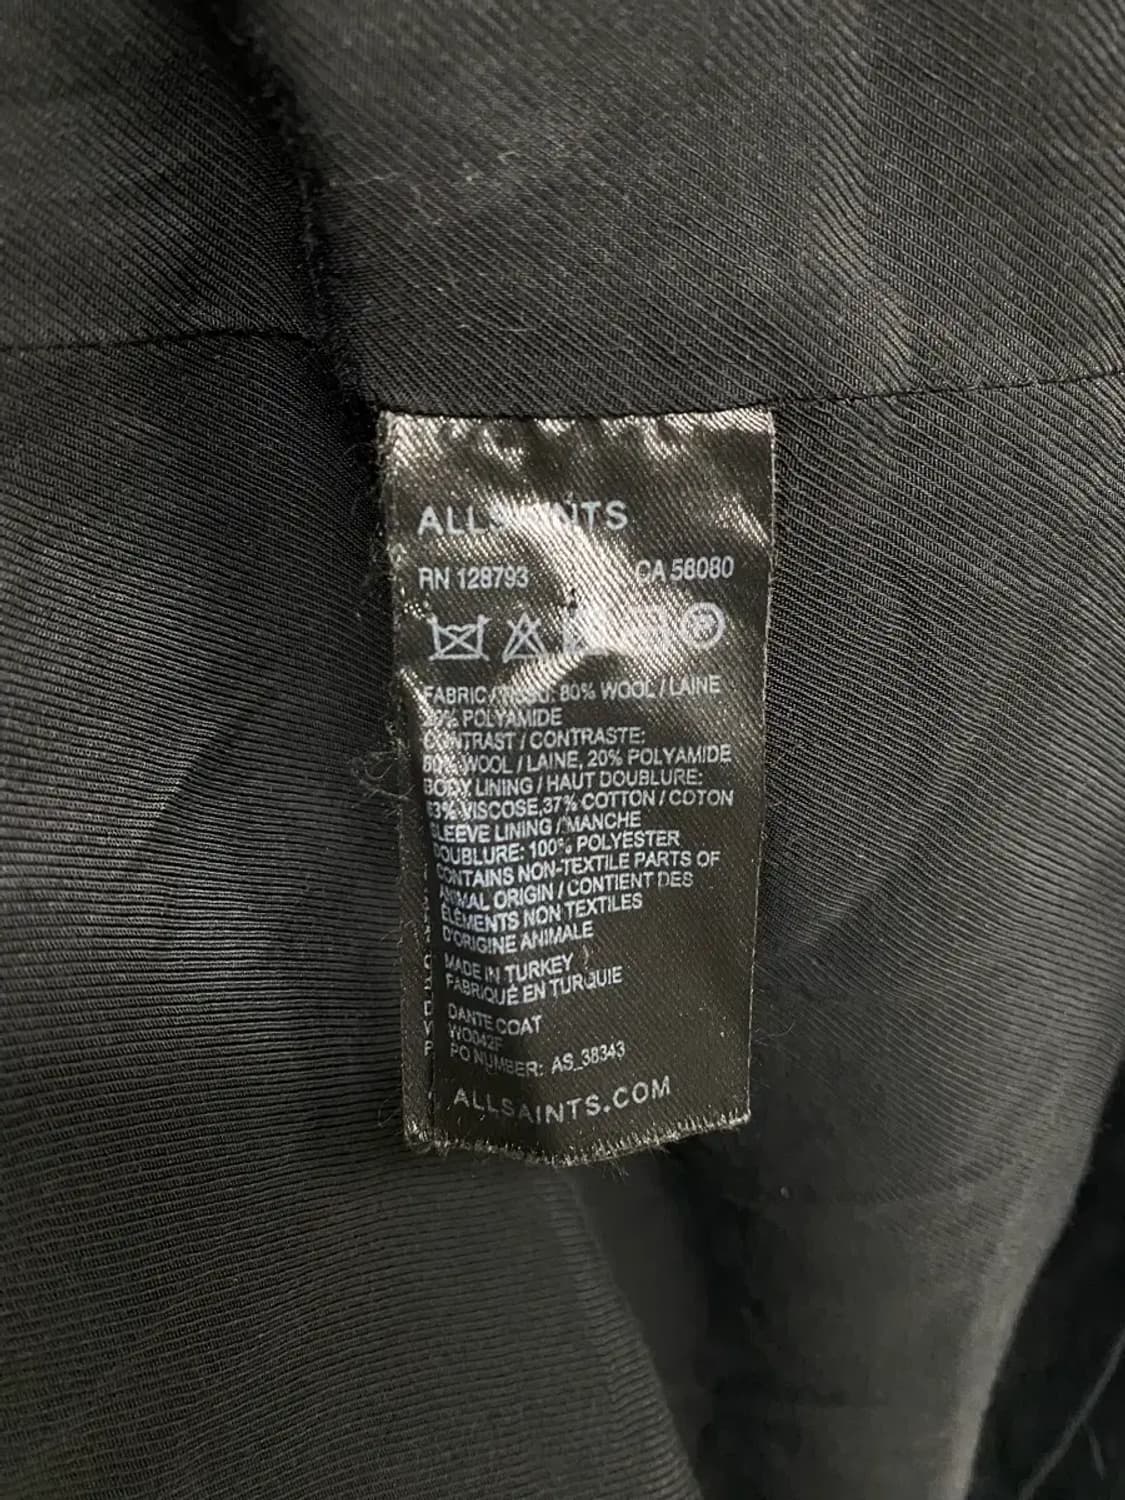 ALLSAINTS
RN 128793 CA 58080
FABRIC / TISSU: 80% WOOL / LAINE
20% POLYAMIDE
CONTRAST / CONTRASTE:
80% WOOL / LAINE, 20% POLYAMIDE
BODY LINING / HAUT DOUBLURE:
63% VISCOSE,37% COTTON / COTON
SLEEVE LINING / MANCHE
DOUBLURE: 100% POLYESTER
CONTAINS NON-TEXTILE PARTS OF
ANIMAL ORIGIN / CONTIENT DES
ÉLÉMENTS NON TEXTILES
D'ORIGINE ANIMALE
MADE IN TURKEY
FABRIQUÉ EN TURQUIE
DANTE COAT
WO042F
PO NUMBER: AS_38343
ALLSAINTS.COM